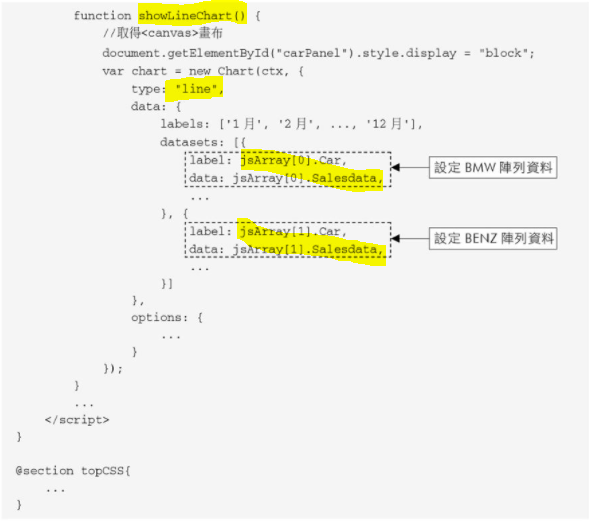 function showLineChart() {
//取得<canvas>畫布
document.getElementById("carPanel").style.display = "block";
var chart = new Chart(ctx, {
type: "line",
data: {
labels: ['1 月', '2 月', ..., '12 月'],
datasets: [{
label: jsArray[0].Car,
data: jsArray[0].Salesdata,
設定 BMW 陣列資料
...
}, {
label: jsArray[1].Car,
data: jsArray[1].Salesdata,
設定 BENZ 陣列資料
...
}]
},
options: {
...
}
});
}
...
</script>
}
@section topCSS{
...
}